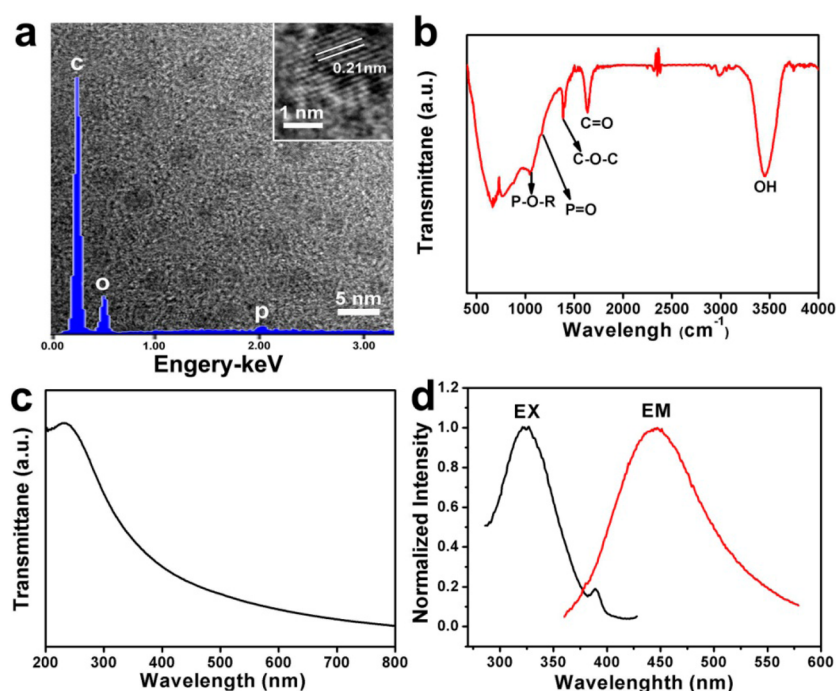 a
c
0.21nm
1 nm
o
p
5 nm
0.00 1.00 2.00 3.00
Engery-keV
b
Transmittane (a.u.)
C=O
C-O-C
P-O-R
P=O
OH
500 1000 1500 2000 2500 3000 3500 4000
Wavelengh (cm-1)
c
Transmittane (a.u.)
200 300 400 500 600 700 800
Wavelength (nm)
d
Normalized Intensity
1.2
1.0
0.8
0.6
0.4
0.2
0.0
EX
EM
300 350 400 450 500 550 600
Wavelenghth (nm)